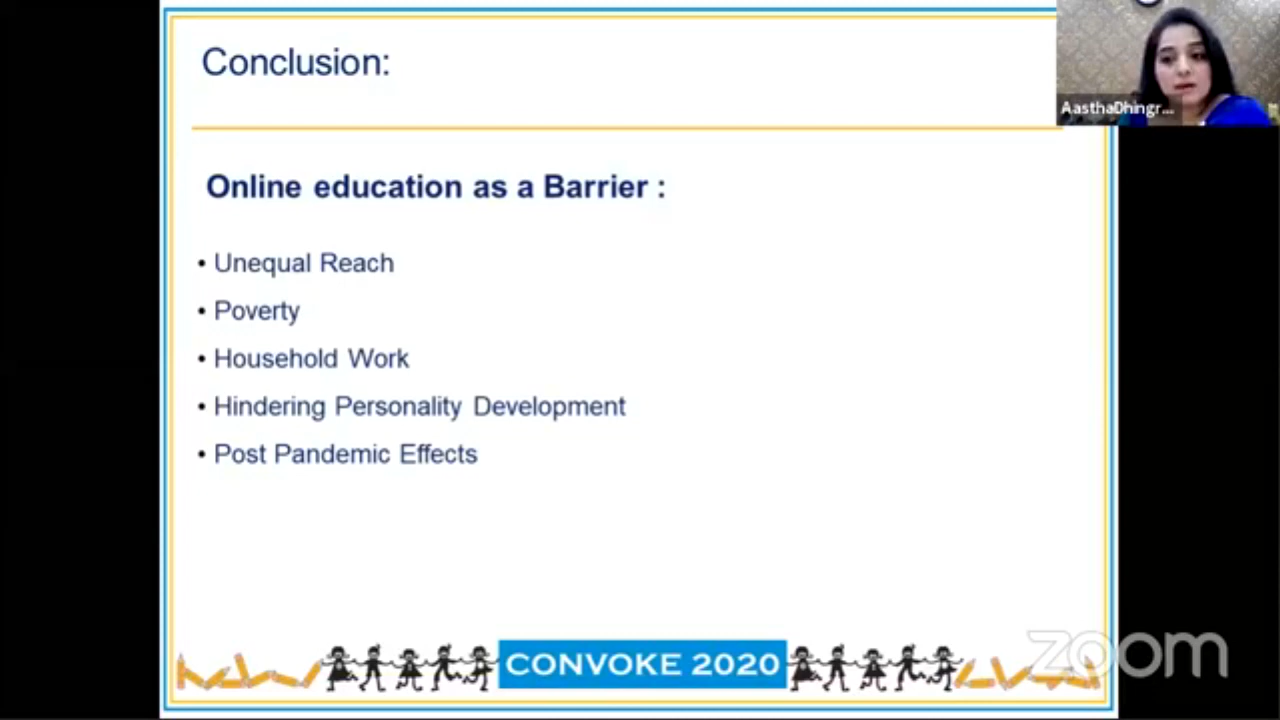 Conclusion:
AasthaDhingr...
Online education as a Barrier :
• Unequal Reach
• Poverty
• Household Work
• Hindering Personality Development
• Post Pandemic Effects
CONVOKE 2020
zoom